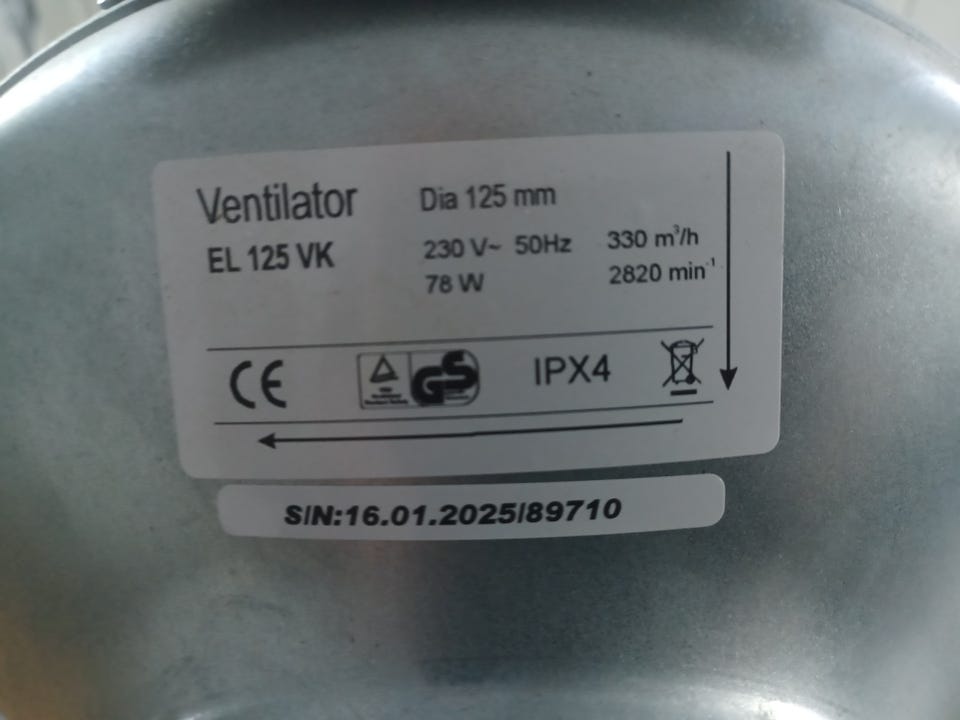 Ventilator
EL 125 VK
Dia 125 mm
230 V~ 50Hz
78 W
330 m³/h
2820 min⁻¹
CE
GS
IPX4
S/N:16.01.2025/89710